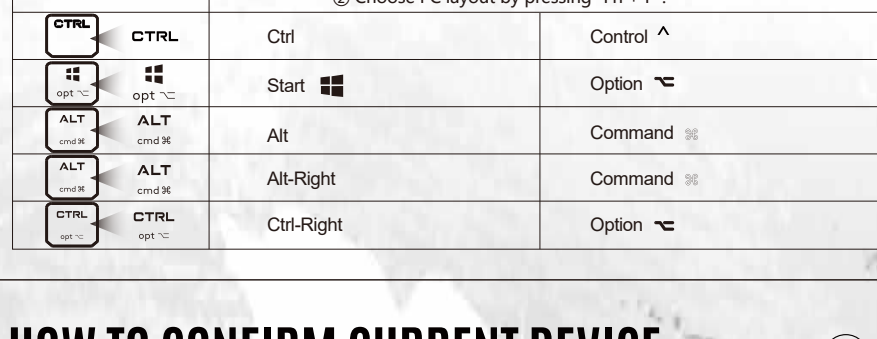 ② Choose PC layout by pressing "Fn + P".
CTRL CTRL Ctrl Control ^
opt ⌥ opt ⌥ Start Option ⌥
ALT ALT Alt Command ⌘
cmd ⌘ cmd ⌘
ALT ALT Alt-Right Command ⌘
cmd ⌘ cmd ⌘
CTRL CTRL Ctrl-Right Option ⌥
opt ⌥ opt ⌥
HOW TO CONFIRM CURRENT DEVICE